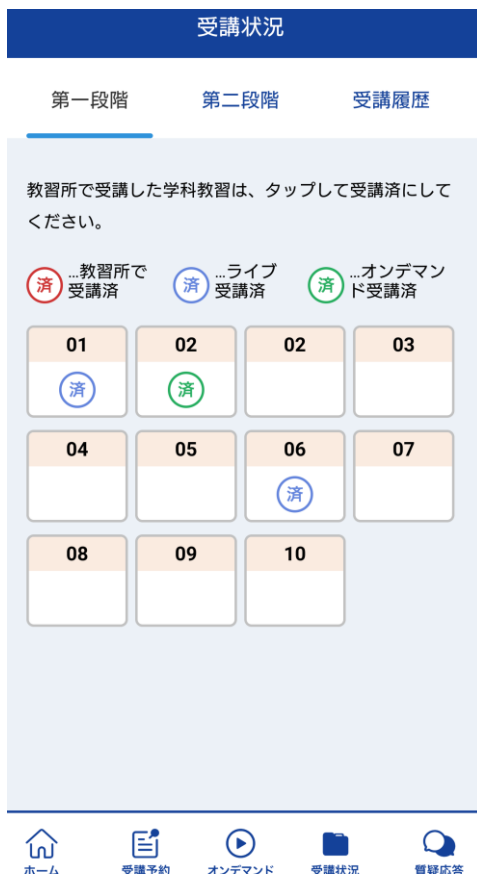 受講状況
第一段階 第二段階 受講履歴
教習所で受講した学科教習は、タップして受講済にして
ください。
済 …教習所で
受講済
済 …ライブ
受講済
済 …オンデマン
ド受講済
01 02 02 03
済 済
04 05 06 07
済
08 09 10
ホーム 受講予約 オンデマンド 受講状況 質疑応答